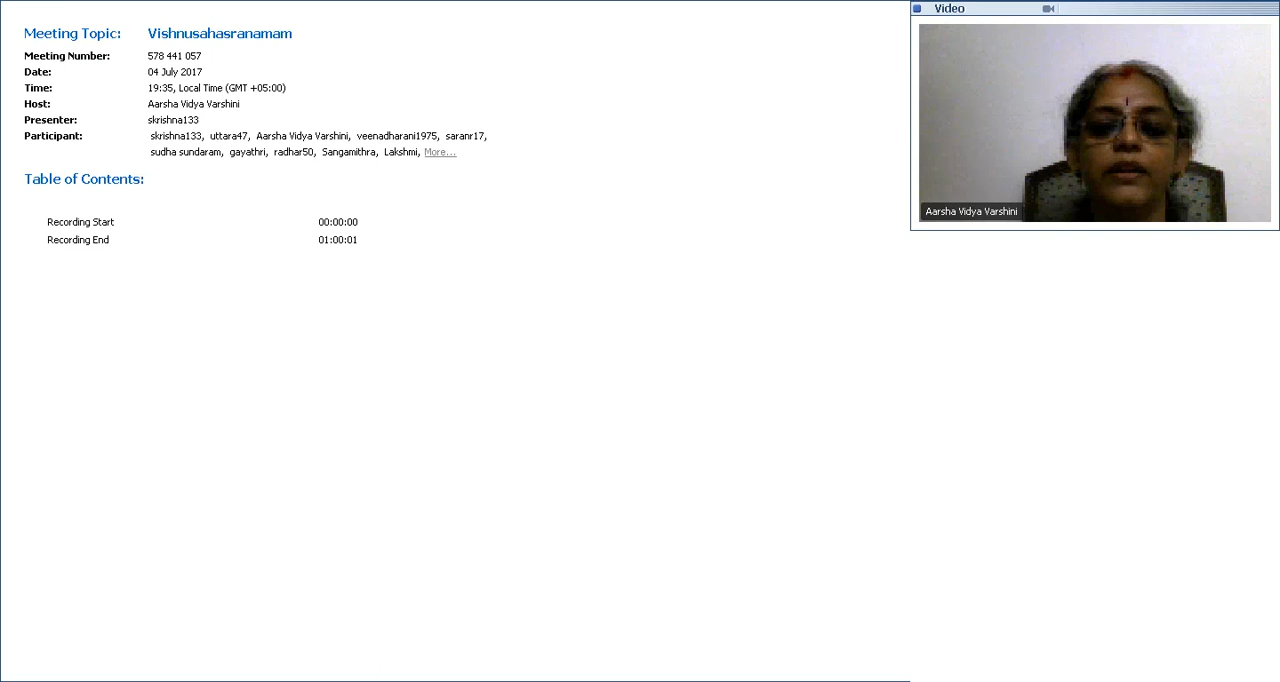 Meeting Topic: Vishnusahasranamam
Meeting Number: 578 441 057
Date: 04 July 2017
Time: 19:35, Local Time (GMT +05:00)
Host: Aarsha Vidya Varshini
Presenter: skrishna133
Participant: skrishna133, uttara47, Aarsha Vidya Varshini, veenadharani1975, saranr17,
sudha sundaram, gayathri, radhar50, Sangamithra, Lakshmi, More...
Table of Contents:
Recording Start 00:00:00
Recording End 01:00:01
Video
Aarsha Vidya Varshini